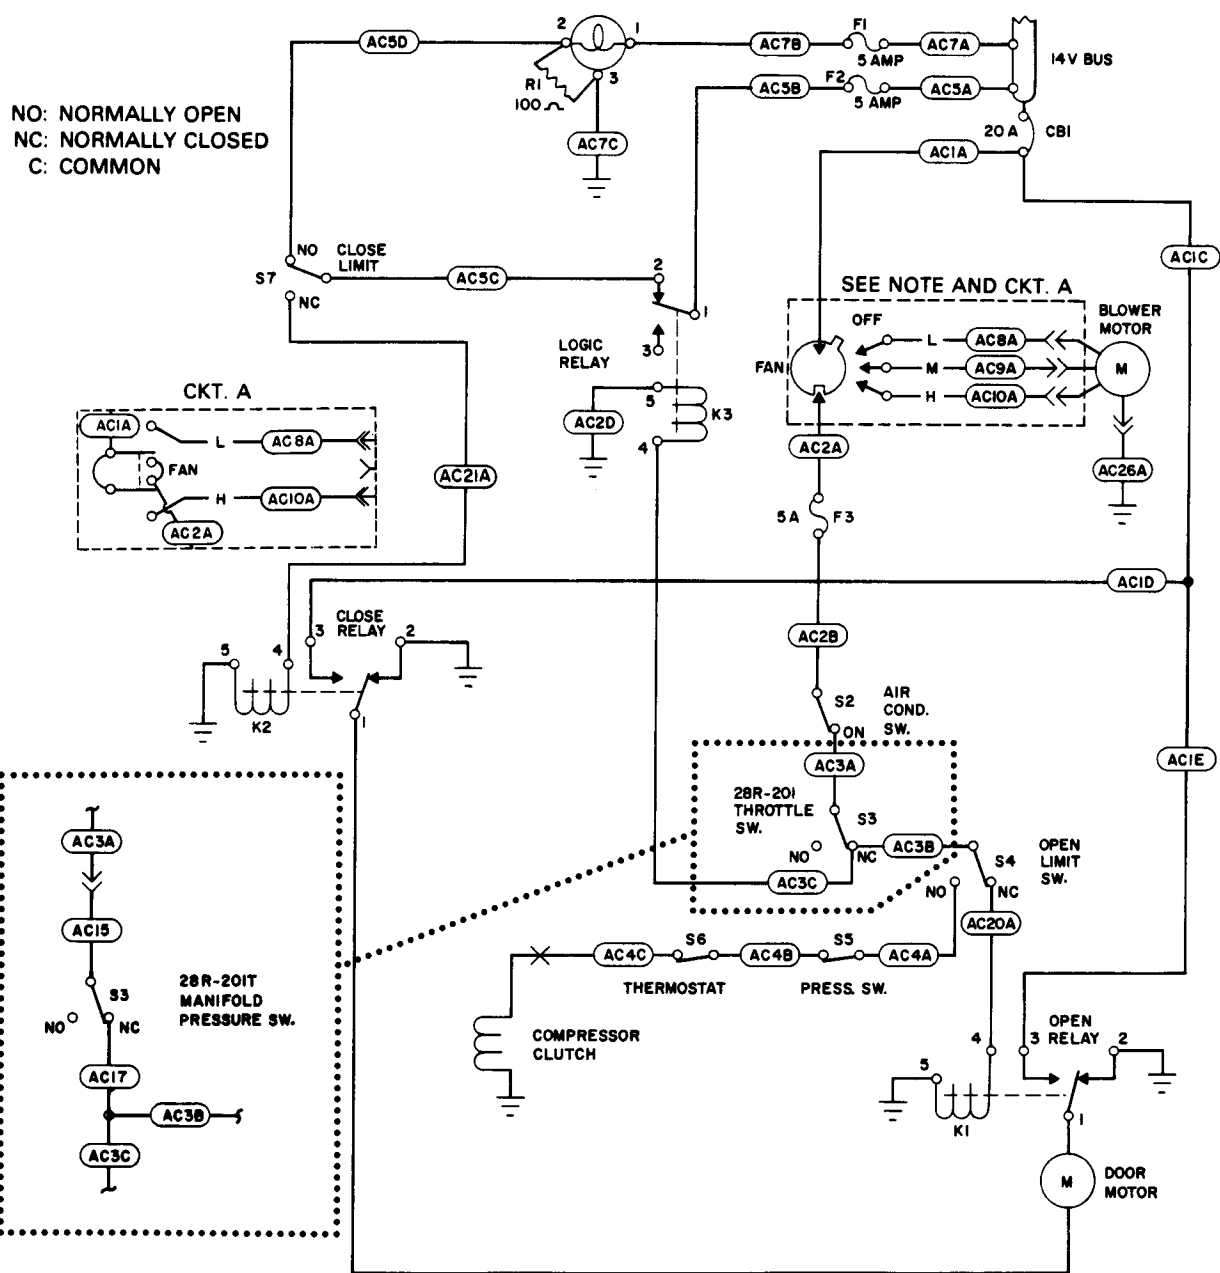 2
1
F1
AC5D
AC7B
AC7A
5 AMP
14V BUS
3
R1
100Ω
F2
AC5B
AC5A
5 AMP
NO: NORMALLY OPEN
NC: NORMALLY CLOSED
C: COMMON
20 A
CB1
AC7C
AC1A
NO
CLOSE
LIMIT
S7
NC
AC5C
2
1
AC1C
SEE NOTE AND CKT. A
OFF
BLOWER
MOTOR
L
AC8A
LOGIC
RELAY
3
FAN
M
AC9A
M
H
AC10A
CKT. A
5
K3
AC2D
4
AC1A
L
AC8A
FAN
H
AC10A
AC2A
AC21A
AC2A
AC26A
5 A
F3
AC1D
3
CLOSE
RELAY
2
AC2B
5
4
K2
1
S2
AIR
COND.
SW.
ON
AC3A
AC1E
28R-201
THROTTLE
SW.
S3
NO
NC
AC3B
OPEN
LIMIT
SW.
S4
AC3C
NO
NC
AC20A
AC3A
AC15
S3
NO
NC
28R-201T
MANIFOLD
PRESSURE SW.
AC17
AC3B
AC3C
AC4C
S6
AC4B
S5
AC4A
THERMOSTAT
PRESS. SW.
COMPRESSOR
CLUTCH
4
3
OPEN
RELAY
2
5
K1
1
M
DOOR
MOTOR